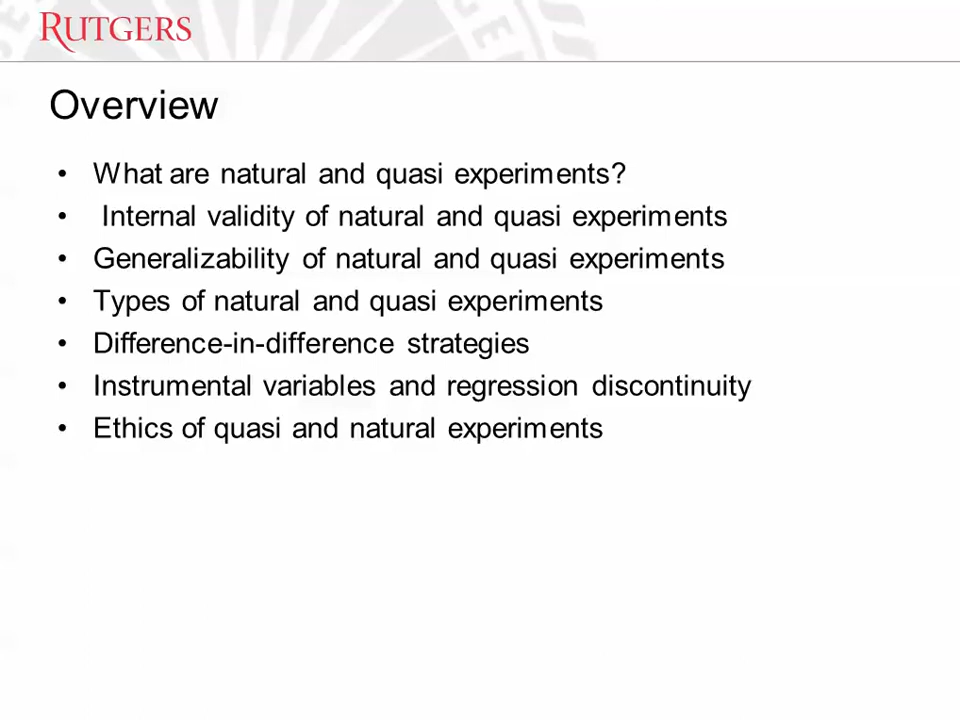 RUTGERS
Overview
• What are natural and quasi experiments?
• Internal validity of natural and quasi experiments
• Generalizability of natural and quasi experiments
• Types of natural and quasi experiments
• Difference-in-difference strategies
• Instrumental variables and regression discontinuity
• Ethics of quasi and natural experiments